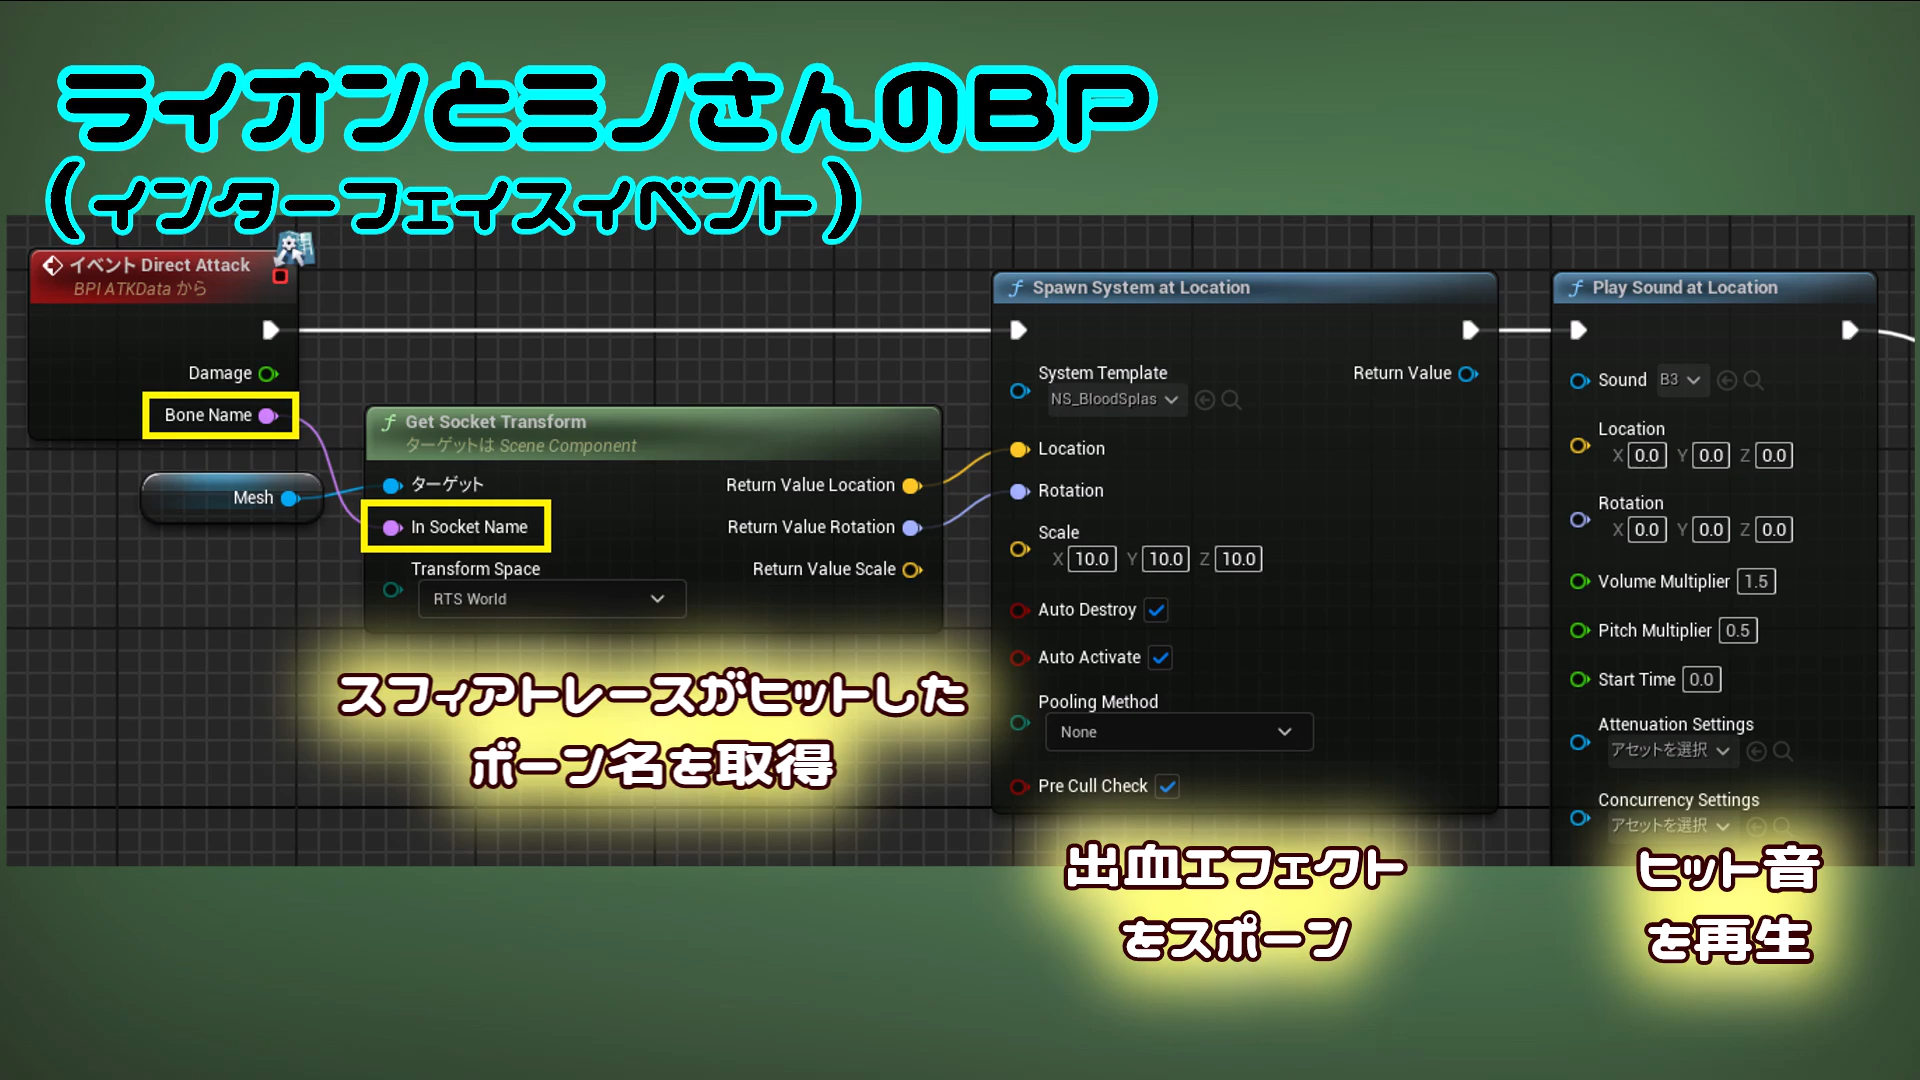 ライオンとミノさんのBP
(インターフェイスイベント)
イベント Direct Attack
BPI ATKData から
Damage
Bone Name
Mesh
Get Socket Transform
ターゲットは Scene Component
ターゲット
Return Value Location
In Socket Name
Return Value Rotation
Transform Space
Return Value Scale
RTS World
スフィアトレースがヒットした
ボーン名を取得
Spawn System at Location
System Template
Return Value
NS_BloodSplas
Location
Rotation
Scale
X 10.0 Y 10.0 Z 10.0
Auto Destroy
Auto Activate
Pooling Method
None
Pre Cull Check
出血エフェクト
をスポーン
Play Sound at Location
Sound B3
Location
X 0.0 Y 0.0 Z 0.0
Rotation
X 0.0 Y 0.0 Z 0.0
Volume Multiplier 1.5
Pitch Multiplier 0.5
Start Time 0.0
Attenuation Settings
アセットを選択
Concurrency Settings
アセットを選択
ヒット音
を再生